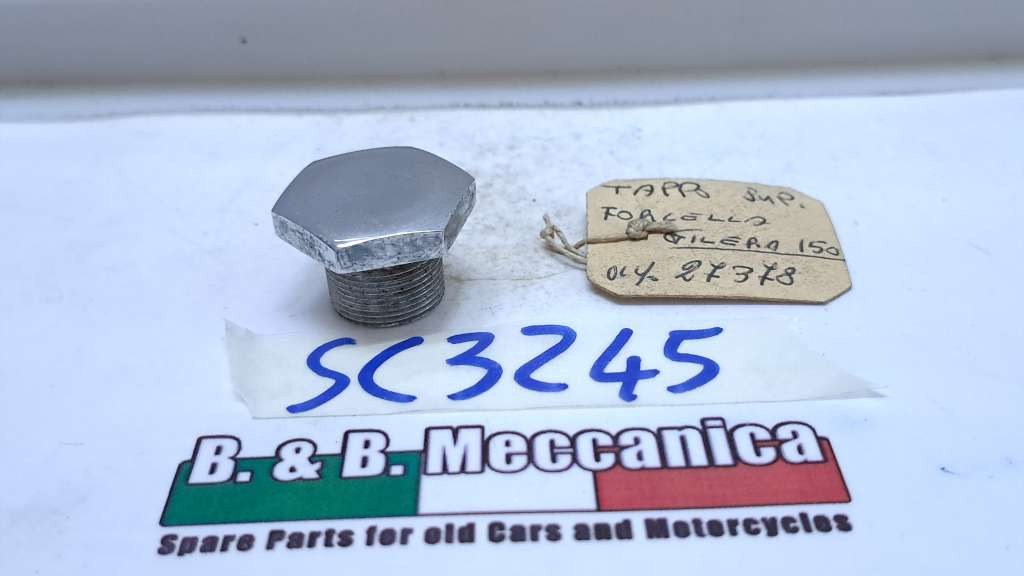 TAPPO SUP.
FORCELLA
GILERA 150
27378
SC3245
B. & B. Meccanica
Spare Parts for old Cars and Motorcycles